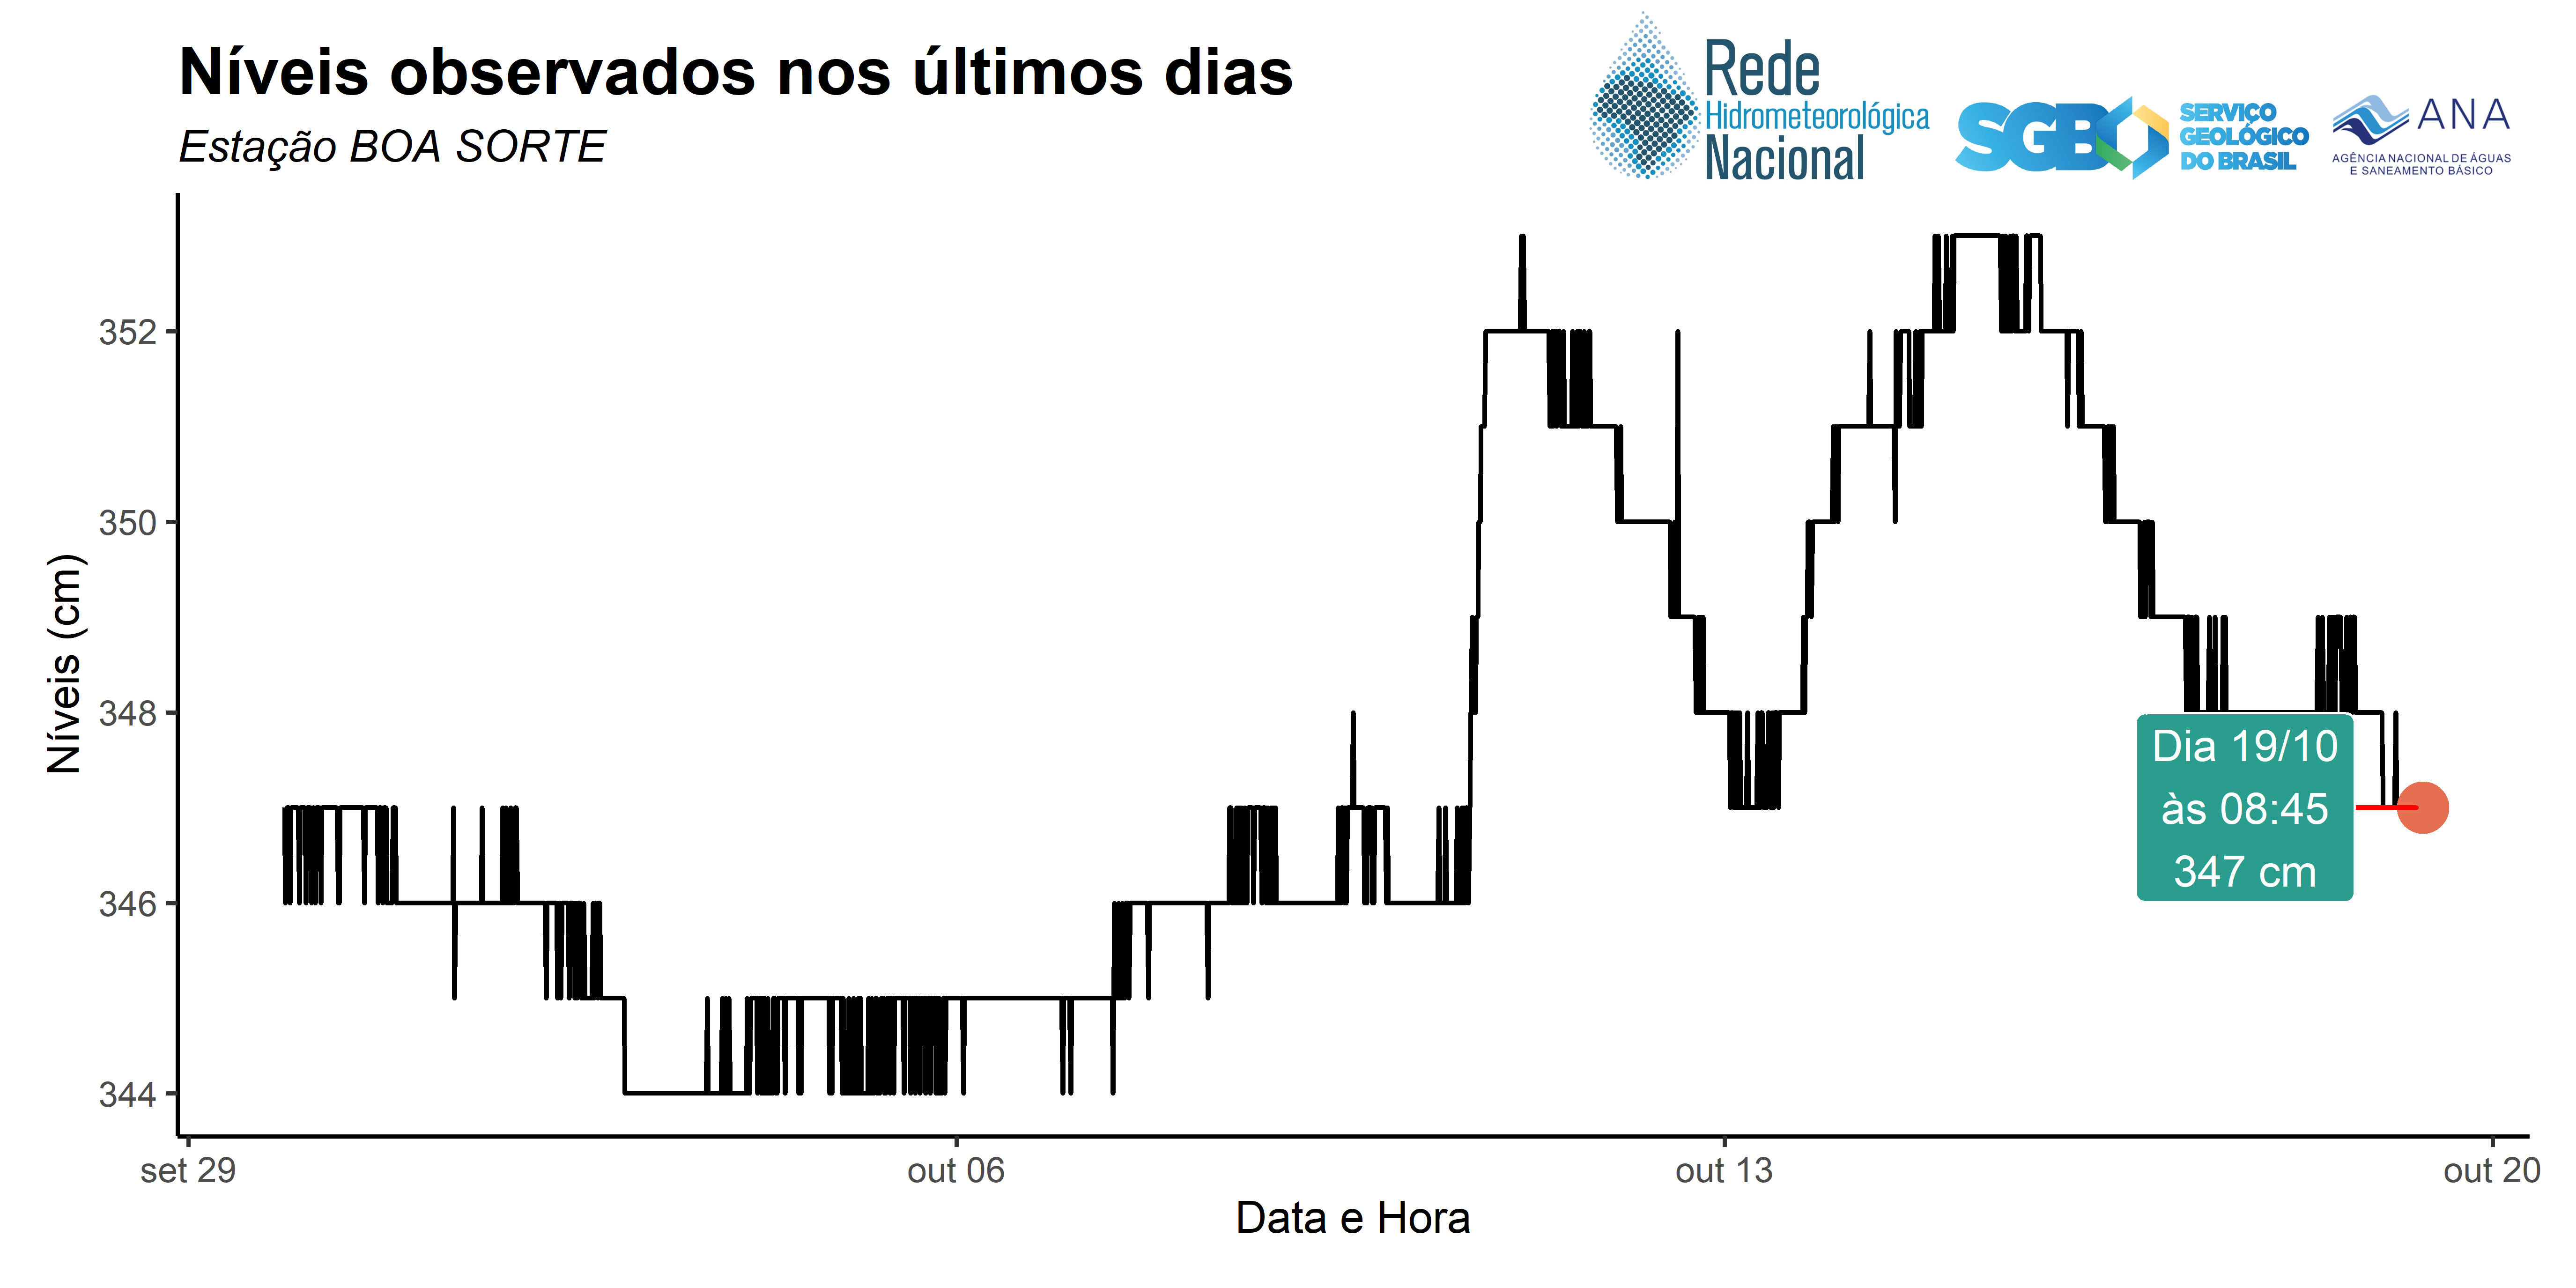 Níveis observados nos últimos dias
Estação BOA SORTE
Rede
Hidrometeorológica
Nacional
SGB
SERVIÇO
GEOLÓGICO
DO BRASIL
ANA
AGÊNCIA NACIONAL DE ÁGUAS
E SANEAMENTO BÁSICO
Níveis (cm)
352
350
348
346
344
Dia 19/10
às 08:45
347 cm
set 29
out 06
out 13
out 20
Data e Hora